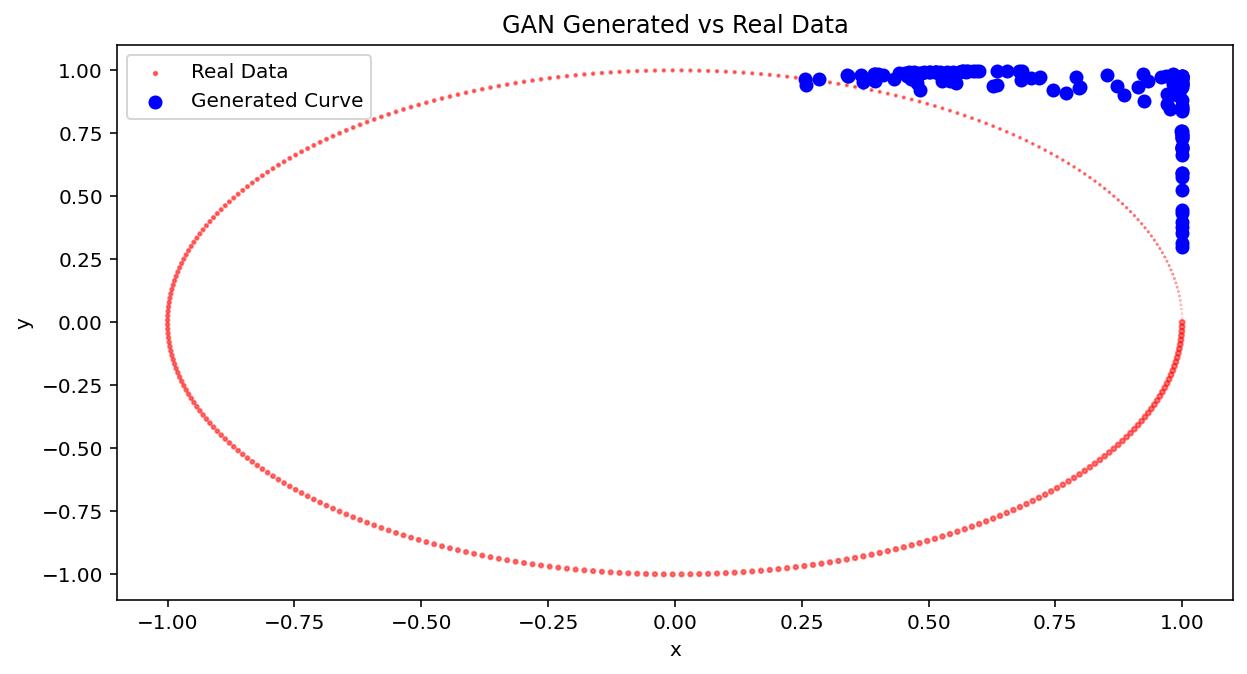 GAN Generated vs Real Data
Real Data
Generated Curve
1.00
0.75
0.50
0.25
0.00
−0.25
−0.50
−0.75
−1.00
y
−1.00 −0.75 −0.50 −0.25 0.00 0.25 0.50 0.75 1.00
x